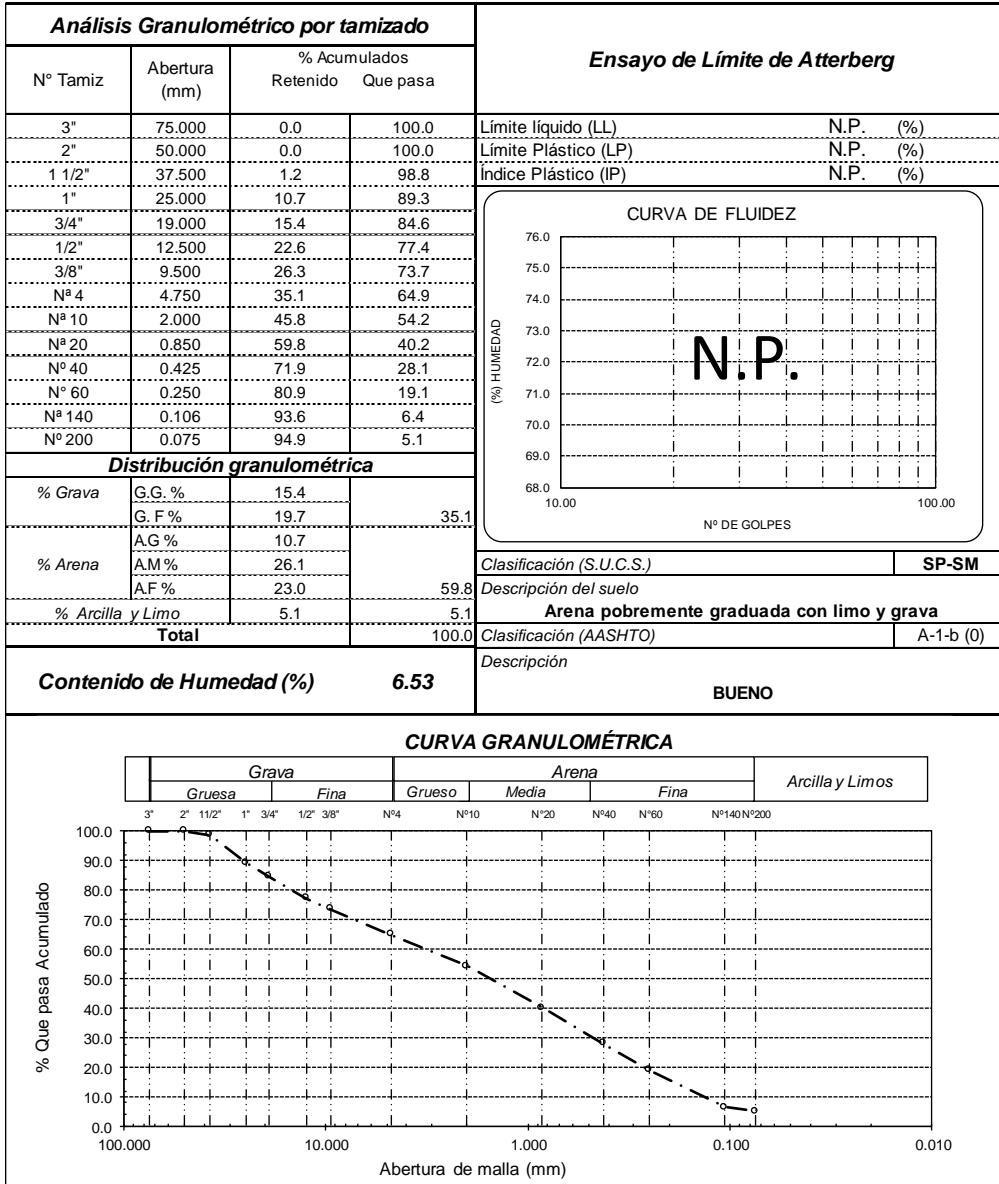 Análisis Granulométrico por tamizado
N° Tamiz
Abertura
(mm)
% Acumulados
Retenido Que pasa
3" 75.000 0.0 100.0
2" 50.000 0.0 100.0
1 1/2" 37.500 1.2 98.8
1" 25.000 10.7 89.3
3/4" 19.000 15.4 84.6
1/2" 12.500 22.6 77.4
3/8" 9.500 26.3 73.7
Nª 4 4.750 35.1 64.9
Nª 10 2.000 45.8 54.2
Nª 20 0.850 59.8 40.2
Nº 40 0.425 71.9 28.1
N° 60 0.250 80.9 19.1
Nª 140 0.106 93.6 6.4
Nº 200 0.075 94.9 5.1
Distribución granulométrica
% Grava
G.G. % 15.4
G. F % 19.7 35.1
% Arena
A.G % 10.7
A.M % 26.1
A.F % 23.0 59.8
% Arcilla y Limo 5.1 5.1
Total 100.0
Contenido de Humedad (%) 6.53
Ensayo de Límite de Atterberg
Límite líquido (LL) N.P. (%)
Límite Plástico (LP) N.P. (%)
Índice Plástico (IP) N.P. (%)
CURVA DE FLUIDEZ
(%) HUMEDAD
76.0
75.0
74.0
73.0
72.0
71.0
70.0
69.0
68.0
N.P.
10.00 100.00
Nº DE GOLPES
Clasificación (S.U.C.S.) SP-SM
Descripción del suelo
Arena pobremente graduada con limo y grava
Clasificación (AASHTO) A-1-b (0)
Descripción
BUENO
CURVA GRANULOMÉTRICA
Grava Arena Arcilla y Limos
Gruesa Fina Grueso Media Fina
3" 2" 11/2" 1" 3/4" 1/2" 3/8" Nº4 Nº10 N°20 Nº40 Nº60 Nº140 Nº200
% Que pasa Acumulado
100.0
90.0
80.0
70.0
60.0
50.0
40.0
30.0
20.0
10.0
0.0
100.000 10.000 1.000 0.100 0.010
Abertura de malla (mm)